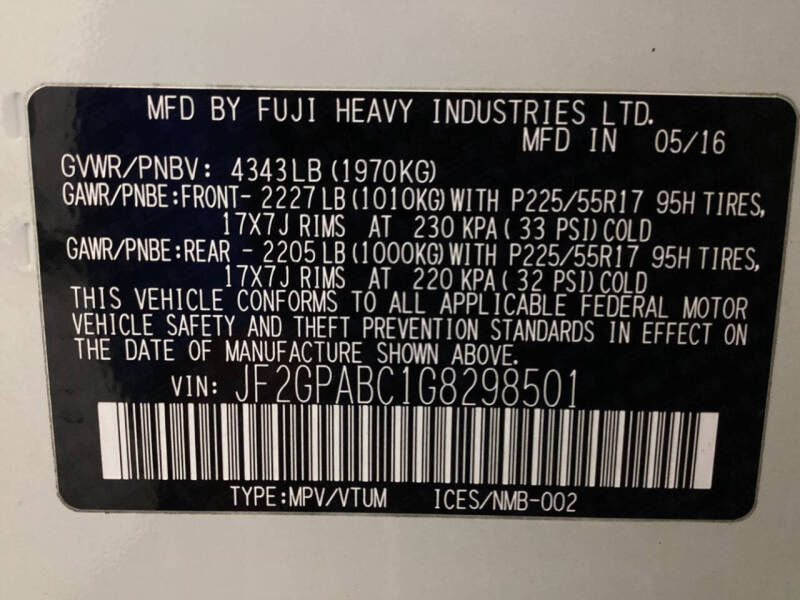 MFD BY FUJI HEAVY INDUSTRIES LTD.
MFD IN 05/16
GVWR/PNBV: 4343LB (1970KG)
GAWR/PNBE:FRONT- 2227 LB (1010KG) WITH P225/55R17 95H TIRES,
17X7J RIMS AT 230 KPA ( 33 PSI) COLD
GAWR/PNBE:REAR - 2205 LB (1000KG) WITH P225/55R17 95H TIRES,
17X7J RIMS AT 220 KPA ( 32 PSI) COLD
THIS VEHICLE CONFORMS TO ALL APPLICABLE FEDERAL MOTOR
VEHICLE SAFETY AND THEFT PREVENTION STANDARDS IN EFFECT ON
THE DATE OF MANUFACTURE SHOWN ABOVE.
VIN: JF2GPABC1G8298501
TYPE:MPV/VTUM ICES/NMB-002